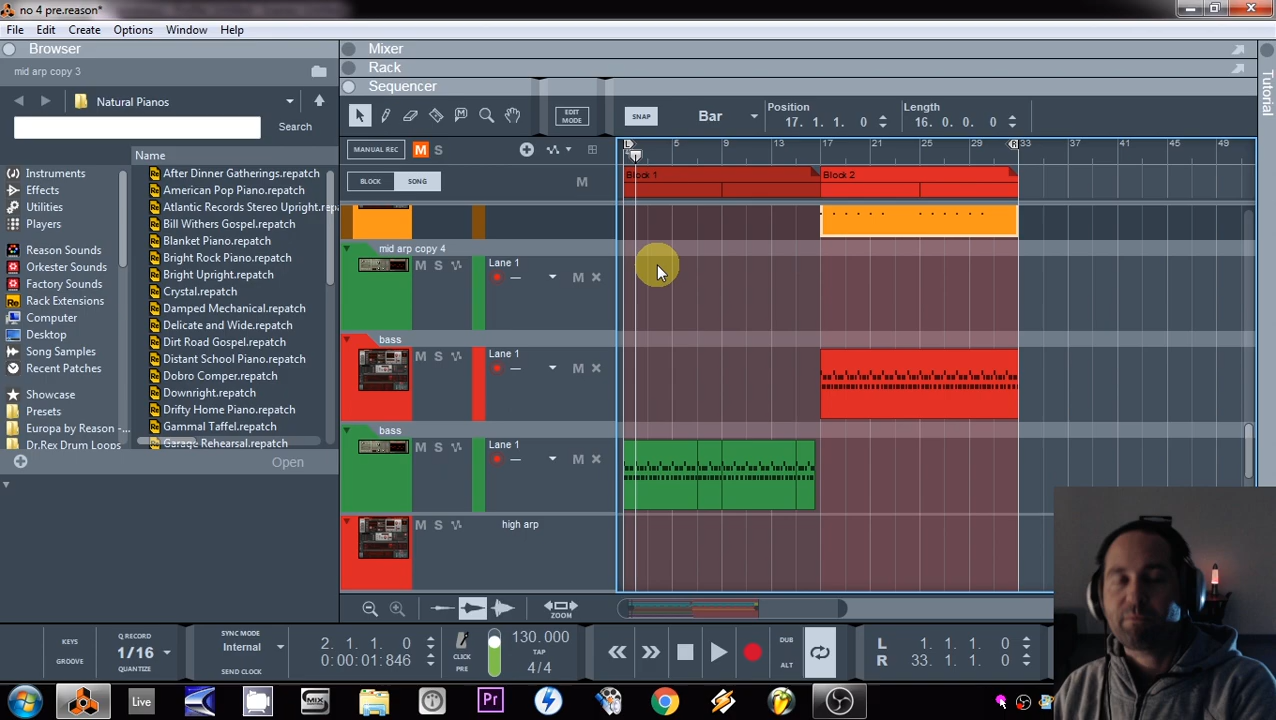 no 4 pre.reason*
File Edit Create Options Window Help
Browser
mid arp copy 3
Natural Pianos
Search
Name
Instruments
Effects
Utilities
Players
Reason Sounds
Orkester Sounds
Factory Sounds
Rack Extensions
Computer
Desktop
Song Samples
Recent Patches
Showcase
Presets
Europa by Reason -...
Dr.Rex Drum Loops
After Dinner Gatherings.repatch
American Pop Piano.repatch
Atlantic Records Stereo Upright.rep
Bill Withers Grand.repatch
Blanket Piano.repatch
Bright Rock Piano.repatch
Bright Upright.repatch
Crystal.repatch
Damped Mechanical.repatch
Delicate and Wide.repatch
Dirt Road Gospel.repatch
Distant School Piano.repatch
Dobro Comper.repatch
Downright.repatch
Drifty Home Piano.repatch
Gammal Taffel.repatch
Garage Rehearsal.repatch
Open
Mixer
Rack
Sequencer
EDIT MODE
SNAP
Bar
Position
17. 1. 1. 0
Length
16. 0. 0. 0
MANUAL REC M S
BLOCK SONG M
5 9 13 17 21 25 29 33 37 41 45 49
L R
Block 1 Block 2
mid arp copy 4
M S Lane 1
— M
bass
M S Lane 1
— M
bass
M S Lane 1
— M
M S high arp
ZOOM
KEYS
GROOVE
Q RECORD
1/16
QUANTIZE
SYNC MODE
Internal
SEND CLOCK
2. 1. 1. 0
0:00:01:846
CLICK
PRE
130.000
TAP
4/4
DUB
ALT
L 1. 1. 1. 0
R 33. 1. 1. 0
Tutorial
Live
MIX
Pr